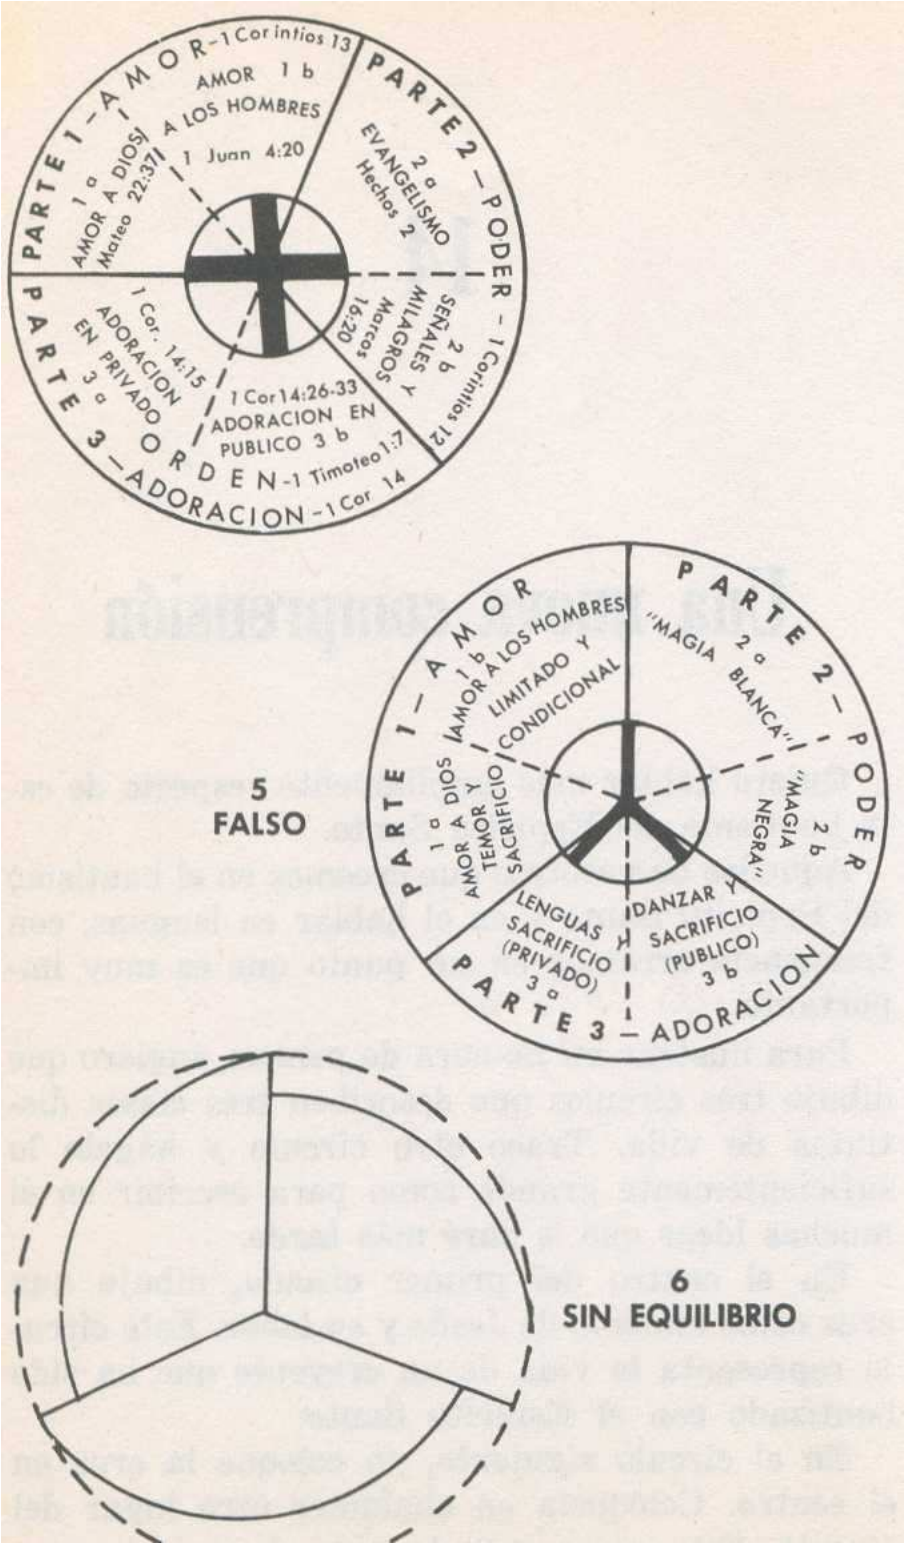 PARTE 1 - AMOR - 1 Corintios 13
AMOR 1 b
A LOS HOMBRES
1 Juan 4:20
1 a
AMOR A DIOS
Mateo 22:37
PARTE 2 - PODER - 1 Corintios 12
2 a
EVANGELISMO
Hechos 2
2 b
SEÑALES Y
MILAGROS
Marcos
16:20
PARTE 3 - ADORACION - 1 Cor 14
ORDEN - 1 Timoteo 1:7
1 Cor. 14:15
ADORACION
EN PRIVADO
3 a
1 Cor 14:26-33
ADORACION EN
PUBLICO 3 b
5
FALSO
PARTE 1 - AMOR
1 b
AMOR A LOS HOMBRES
LIMITADO Y
CONDICIONAL
1 a
AMOR A DIOS
TEMOR Y
SACRIFICIO
PARTE 2 - PODER
2 a
"MAGIA BLANCA"
2 b
"MAGIA
NEGRA"
PARTE 3 - ADORACION
LENGUAS Y
SACRIFICIO
(PRIVADO)
3 a
DANZAR Y
SACRIFICIO
(PUBLICO)
3 b
6
SIN EQUILIBRIO